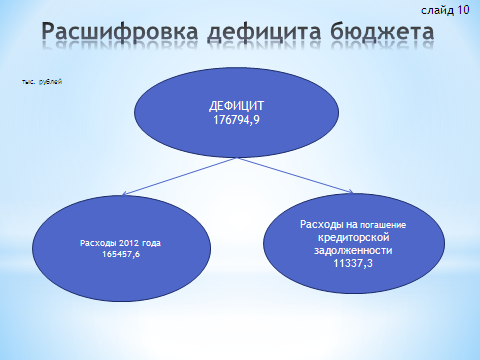 слайд 10
Расшифровка дефицита бюджета
тыс. рублей
ДЕФИЦИТ
176794,9
Расходы 2012 года
165457,6
Расходы на погашение
кредиторской
задолженности
11337,3